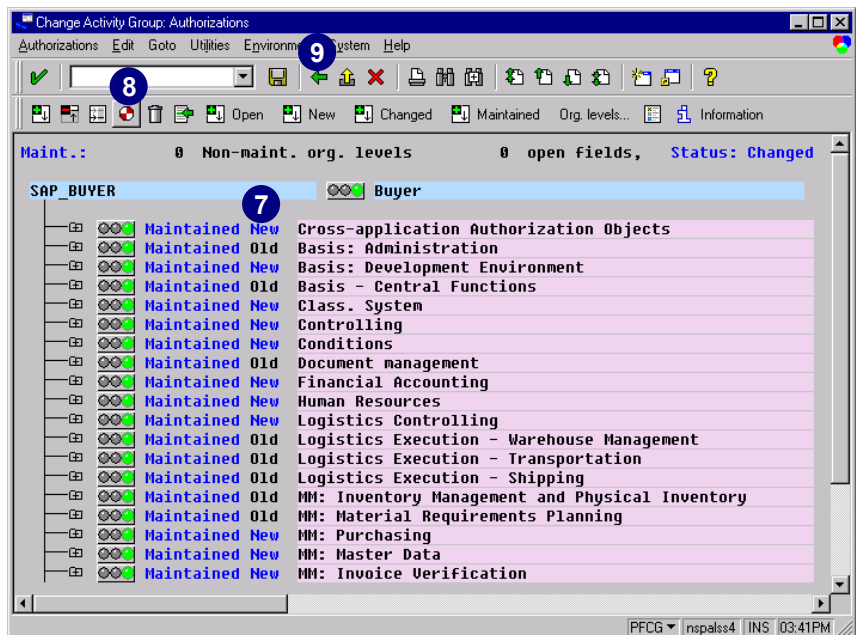 Change Activity Group: Authorizations
Authorizations Edit Goto Utilities Environme System Help
9
8
Open New Changed Maintained Org. levels... Information
Maint.: 0 Non-maint. org. levels 0 open fields, Status: Changed
SAP_BUYER Buyer
7
Maintained New Cross-application Authorization Objects
Maintained Old Basis: Administration
Maintained New Basis: Development Environment
Maintained Old Basis - Central Functions
Maintained New Class. System
Maintained New Controlling
Maintained New Conditions
Maintained Old Document management
Maintained New Financial Accounting
Maintained New Human Resources
Maintained New Logistics Controlling
Maintained Old Logistics Execution - Warehouse Management
Maintained Old Logistics Execution - Transportation
Maintained Old Logistics Execution - Shipping
Maintained Old MM: Inventory Management and Physical Inventory
Maintained Old MM: Material Requirements Planning
Maintained New MM: Purchasing
Maintained New MM: Master Data
Maintained New MM: Invoice Verification
PFCG nspalss4 INS 03:41PM